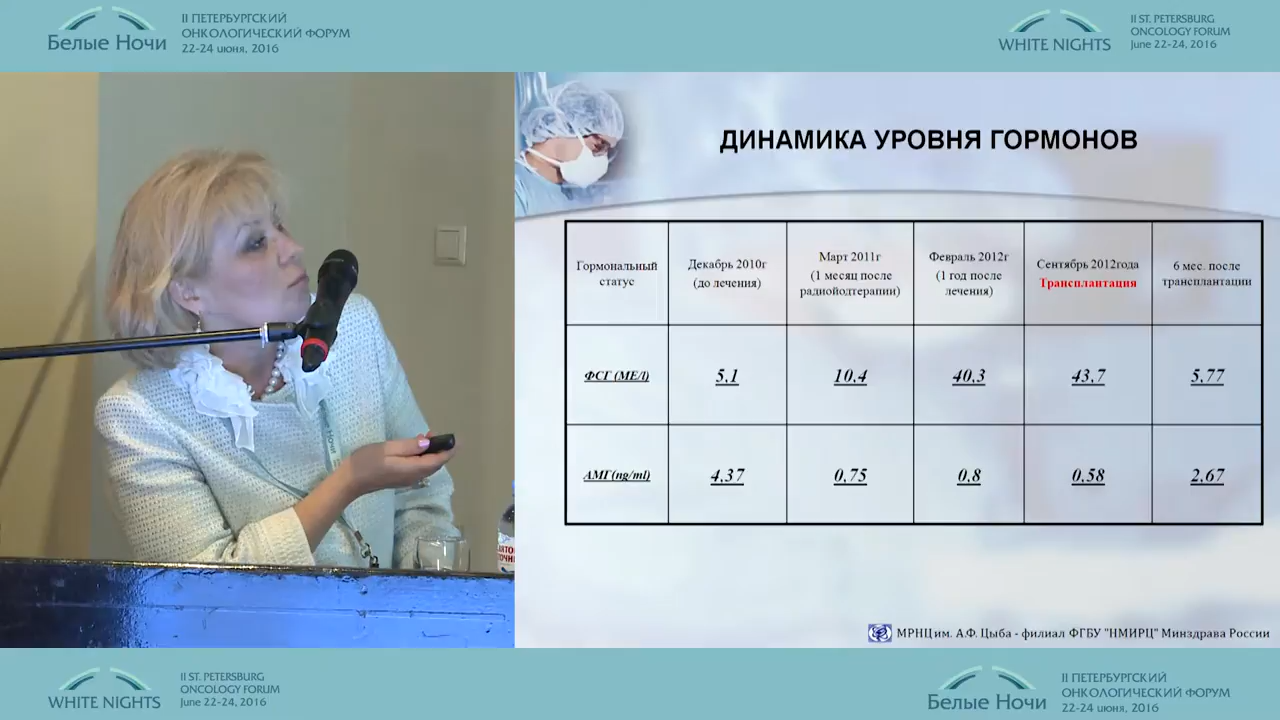 II ПЕТЕРБУРГСКИЙ
ОНКОЛОГИЧЕСКИЙ ФОРУМ
Белые Ночи
22-24 июня, 2016
II ST. PETERSBURG
ONCOLOGY FORUM
WHITE NIGHTS
June 22-24, 2016
ДИНАМИКА УРОВНЯ ГОРМОНОВ
Гормональный
статус
Декабрь 2010г
(до лечения)
Март 2011г
(1 месяц после
радиойодтерапии)
Февраль 2012г
(1 год после
лечения)
Сентябрь 2012года
Трансплантация
6 мес. после
трансплантации
ФСГ (МЕ/l)
5,1
10,4
40,3
43,7
5,77
АМГ(ng/ml)
4,37
0,75
0,8
0,58
2,67
МРНЦ им. А.Ф. Цыба - филиал ФГБУ "НМИРЦ" Минздрава России
II ST. PETERSBURG
ONCOLOGY FORUM
WHITE NIGHTS
June 22-24, 2016
II ПЕТЕРБУРГСКИЙ
ОНКОЛОГИЧЕСКИЙ ФОРУМ
Белые Ночи
22-24 июня, 2016